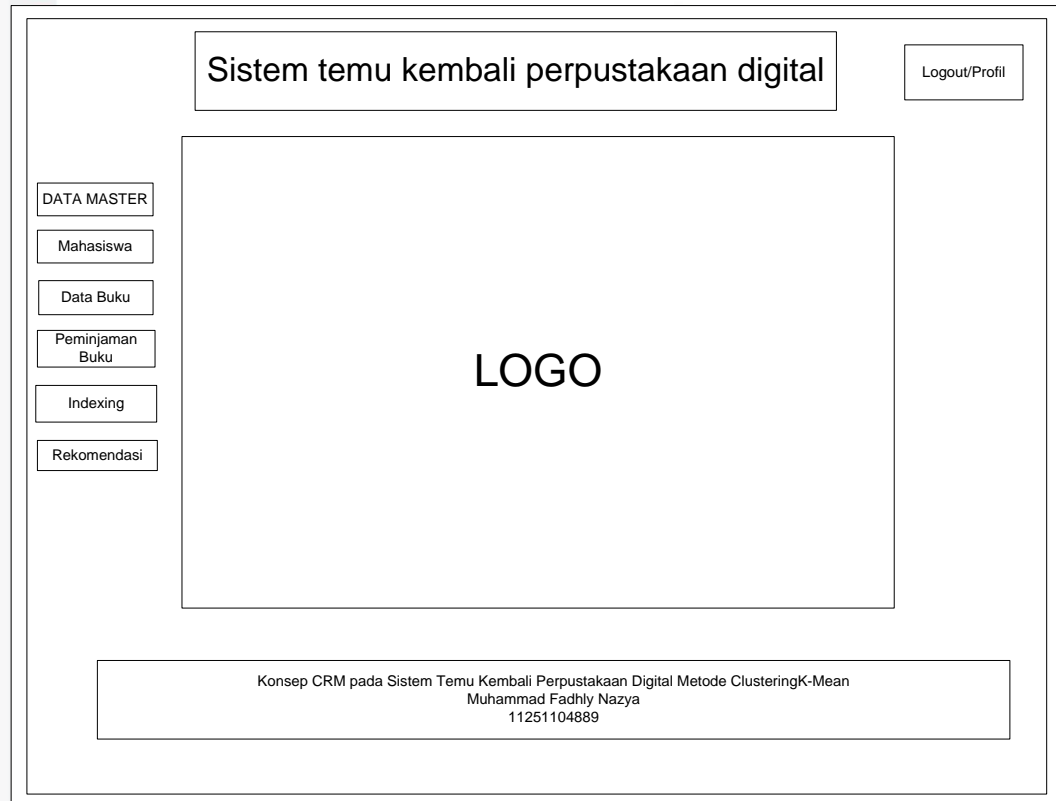 Sistem temu kembali perpustakaan digital
Logout/Profil
DATA MASTER
Mahasiswa
Data Buku
Peminjaman
Buku
Indexing
Rekomendasi
LOGO
Konsep CRM pada Sistem Temu Kembali Perpustakaan Digital Metode ClusteringK-Mean
Muhammad Fadhly Nazya
11251104889